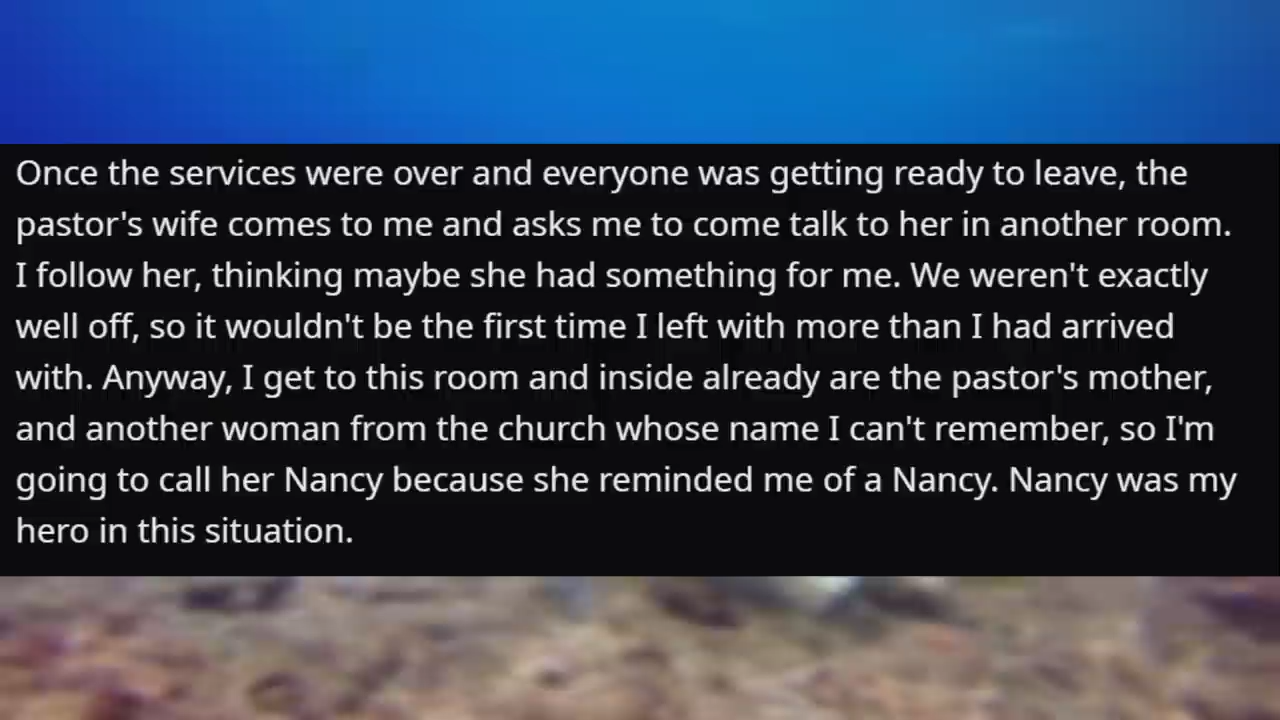 Once the services were over and everyone was getting ready to leave, the
pastor's wife comes to me and asks me to come talk to her in another room.
I follow her, thinking maybe she had something for me. We weren't exactly
well off, so it wouldn't be the first time I left with more than I had arrived
with. Anyway, I get to this room and inside already are the pastor's mother,
and another woman from the church whose name I can't remember, so I'm
going to call her Nancy because she reminded me of a Nancy. Nancy was my
hero in this situation.